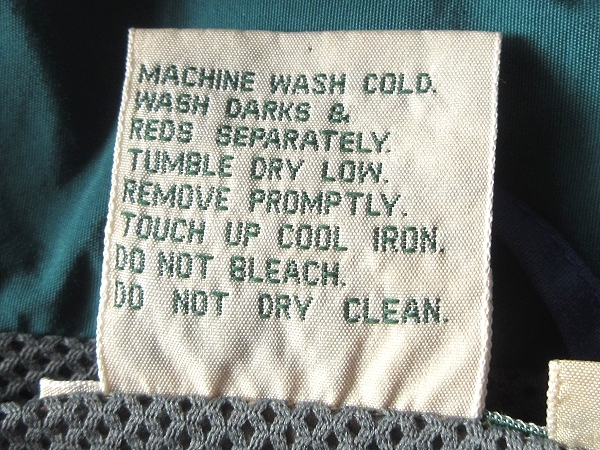 MACHINE WASH COLD.
WASH DARKS &
REDS SEPARATELY.
TUMBLE DRY LOW.
REMOVE PROMPTLY.
TOUCH UP COOL IRON.
DO NOT BLEACH.
DO NOT DRY CLEAN.